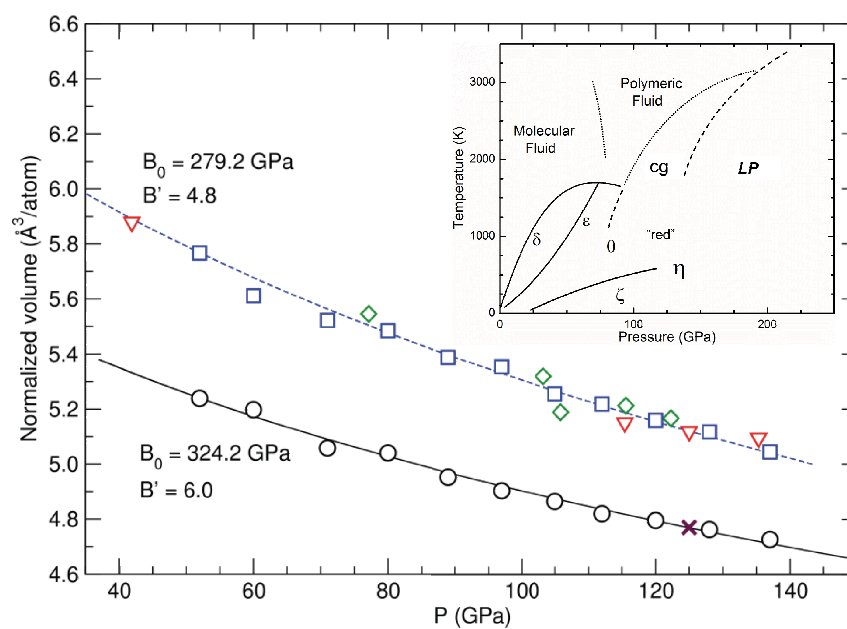 6.6
6.4
6.2
6.0
5.8
5.6
5.4
5.2
5.0
4.8
4.6
Normalized volume (Å³/atom)
40
60
80
100
120
140
P (GPa)
B₀ = 279.2 GPa
B' = 4.8
B₀ = 324.2 GPa
B' = 6.0
3000
2000
1000
0
Temperature (K)
0
100
200
Pressure (GPa)
Molecular
Fluid
Polymeric
Fluid
cg
LP
δ
ε
θ
"red"
ζ
η